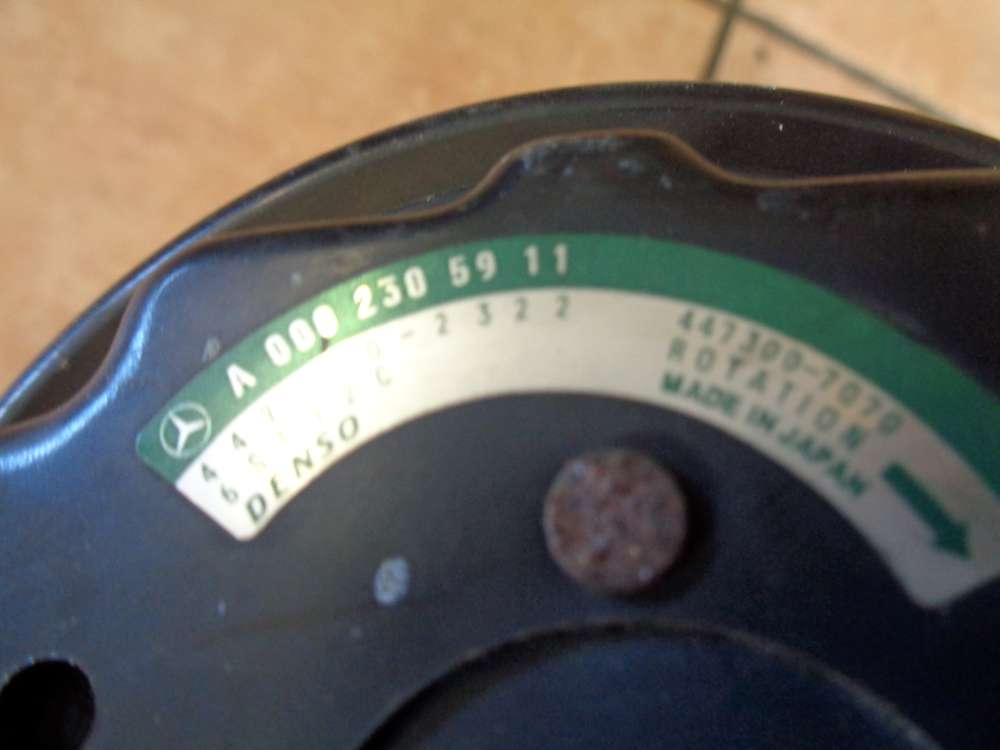 A 000 230 59 11
DENSO
447300-7070
ROTATION
MADE IN JAPAN